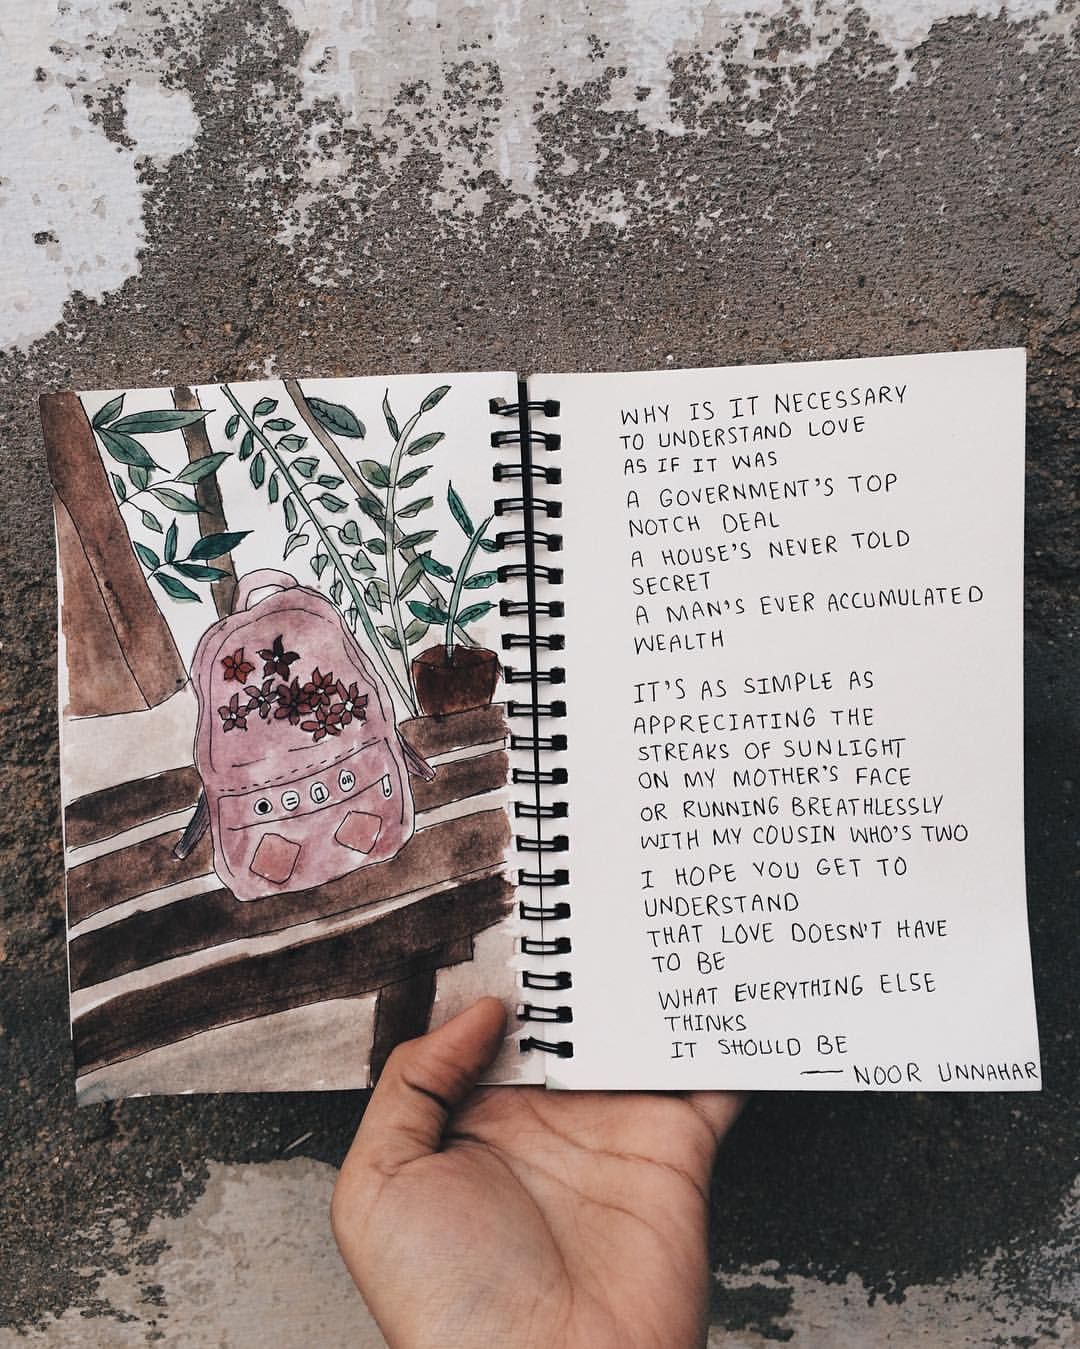 WHY IS IT NECESSARY
TO UNDERSTAND LOVE
AS IF IT WAS
A GOVERNMENT'S TOP
NOTCH DEAL
A HOUSE'S NEVER TOLD
SECRET
A MAN'S EVER ACCUMULATED
WEALTH
IT'S AS SIMPLE AS
APPRECIATING THE
STREAKS OF SUNLIGHT
ON MY MOTHER'S FACE
OR RUNNING BREATHLESSLY
WITH MY COUSIN WHO'S TWO
I HOPE YOU GET TO
UNDERSTAND
THAT LOVE DOESN'T HAVE
TO BE
WHAT EVERYTHING ELSE
THINKS
IT SHOULD BE
— NOOR UNNAHAR